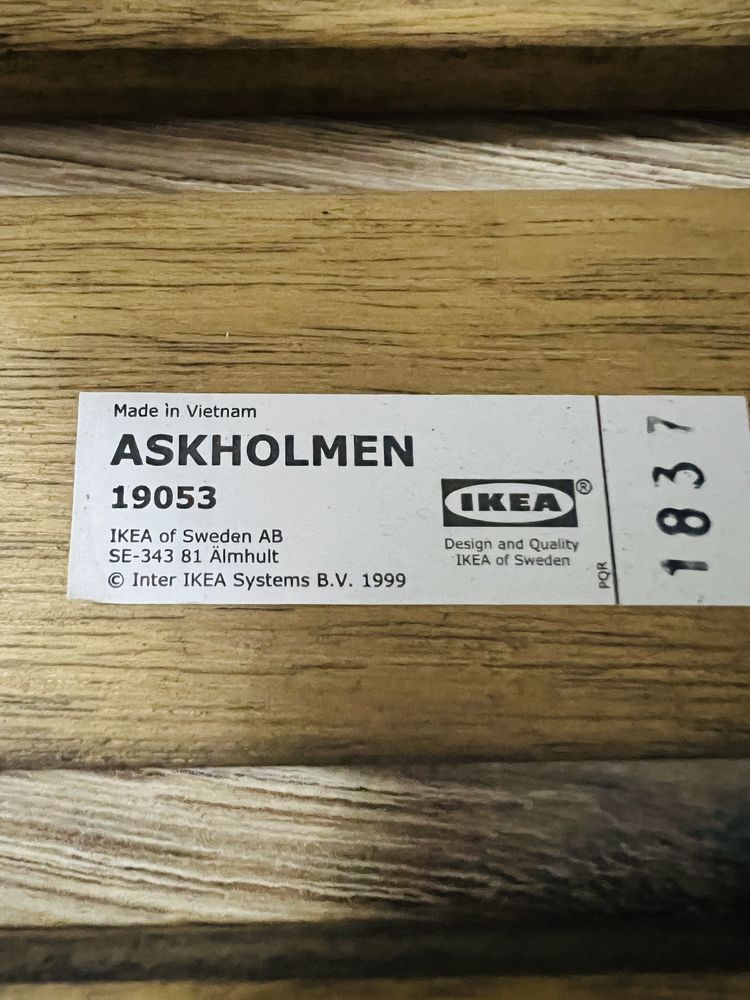 Made in Vietnam
ASKHOLMEN
19053
IKEA of Sweden AB
SE-343 81 Älmhult
© Inter IKEA Systems B.V. 1999
IKEA®
Design and Quality
IKEA of Sweden
PQR
1837